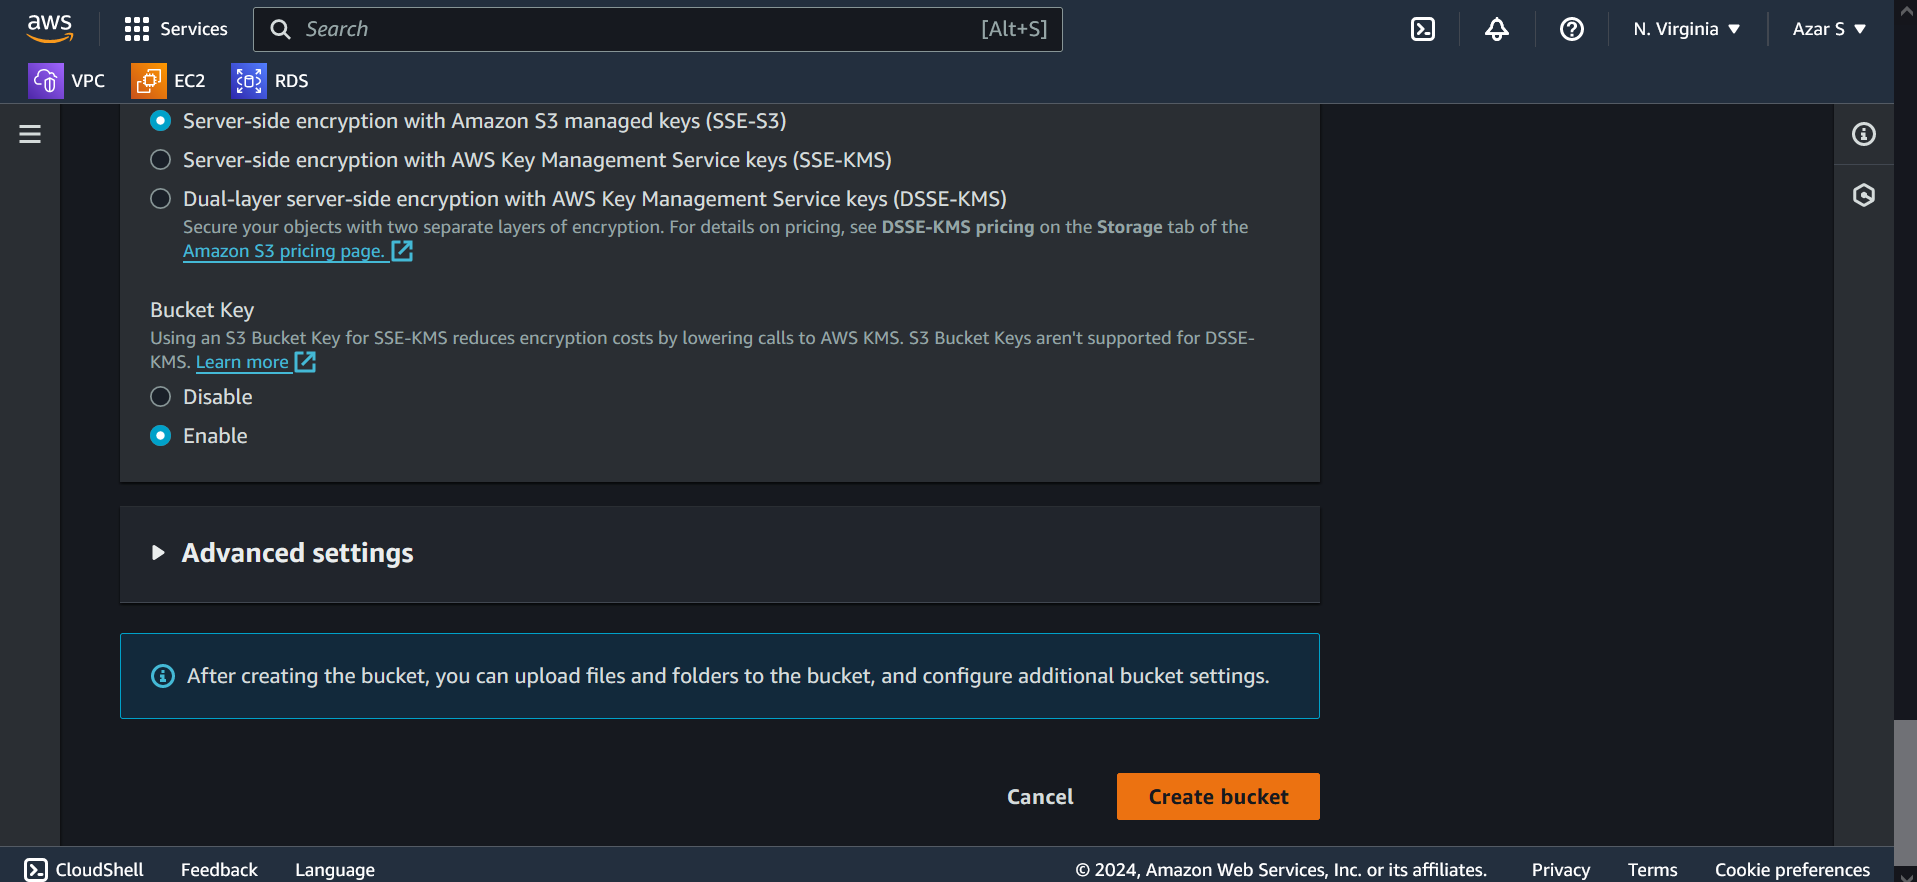 aws
Services
Search [Alt+S]
N. Virginia
Azar S
VPC
EC2
RDS
Server-side encryption with Amazon S3 managed keys (SSE-S3)
Server-side encryption with AWS Key Management Service keys (SSE-KMS)
Dual-layer server-side encryption with AWS Key Management Service keys (DSSE-KMS)
Secure your objects with two separate layers of encryption. For details on pricing, see DSSE-KMS pricing on the Storage tab of the
Amazon S3 pricing page.
Bucket Key
Using an S3 Bucket Key for SSE-KMS reduces encryption costs by lowering calls to AWS KMS. S3 Bucket Keys aren't supported for DSSE-
KMS. Learn more
Disable
Enable
Advanced settings
After creating the bucket, you can upload files and folders to the bucket, and configure additional bucket settings.
Cancel
Create bucket
CloudShell
Feedback
Language
© 2024, Amazon Web Services, Inc. or its affiliates.
Privacy
Terms
Cookie preferences